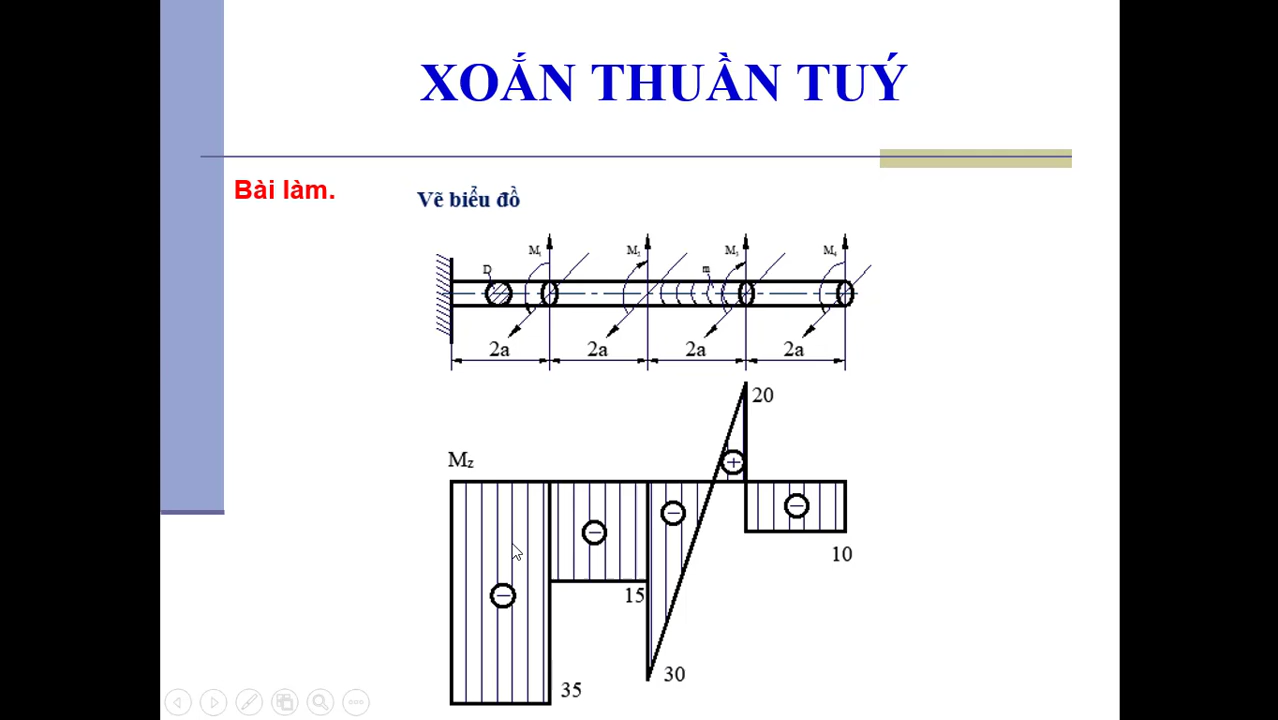 XOẮN THUẦN TUÝ
Bài làm.
Vẽ biểu đồ
M₁ M₂ M₃ M₄
D m
2a 2a 2a 2a
20
Mz
10
15
30
35